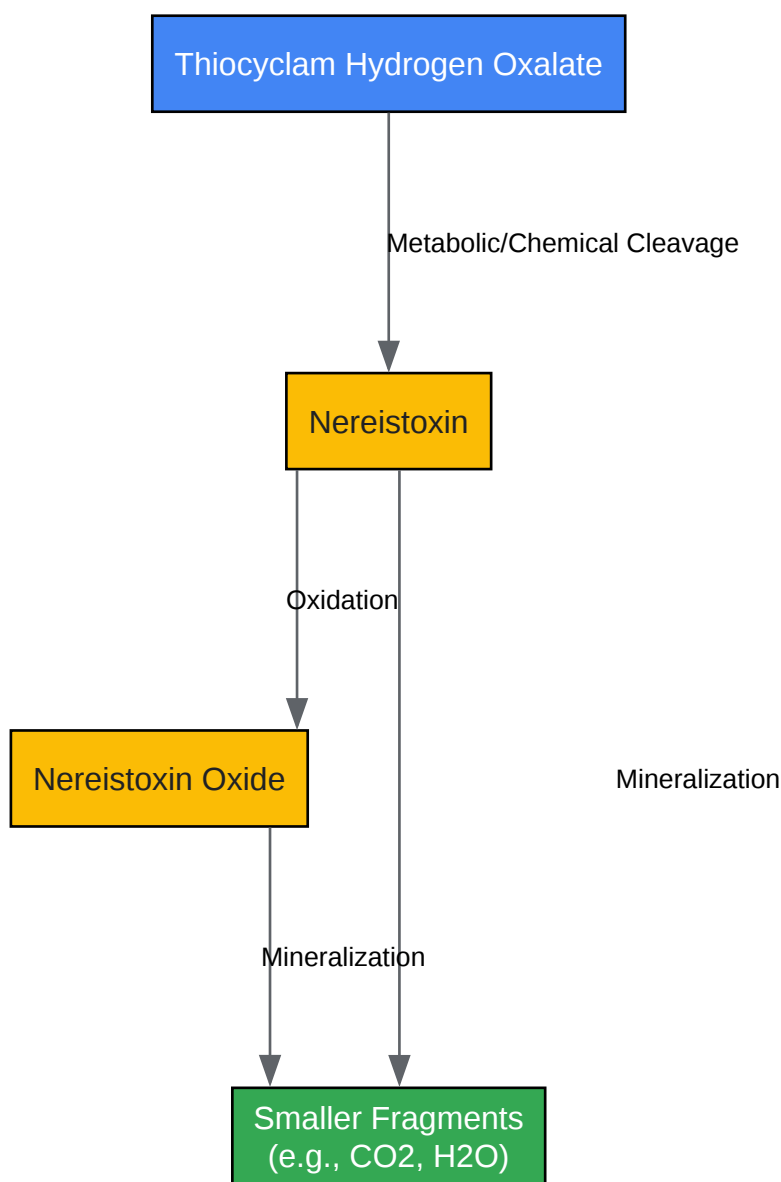 Thiocyclam Hydrogen Oxalate
Metabolic/Chemical Cleavage
Nereistoxin
Oxidation
Nereistoxin Oxide
Mineralization
Mineralization
Smaller Fragments
(e.g., CO2, H2O)